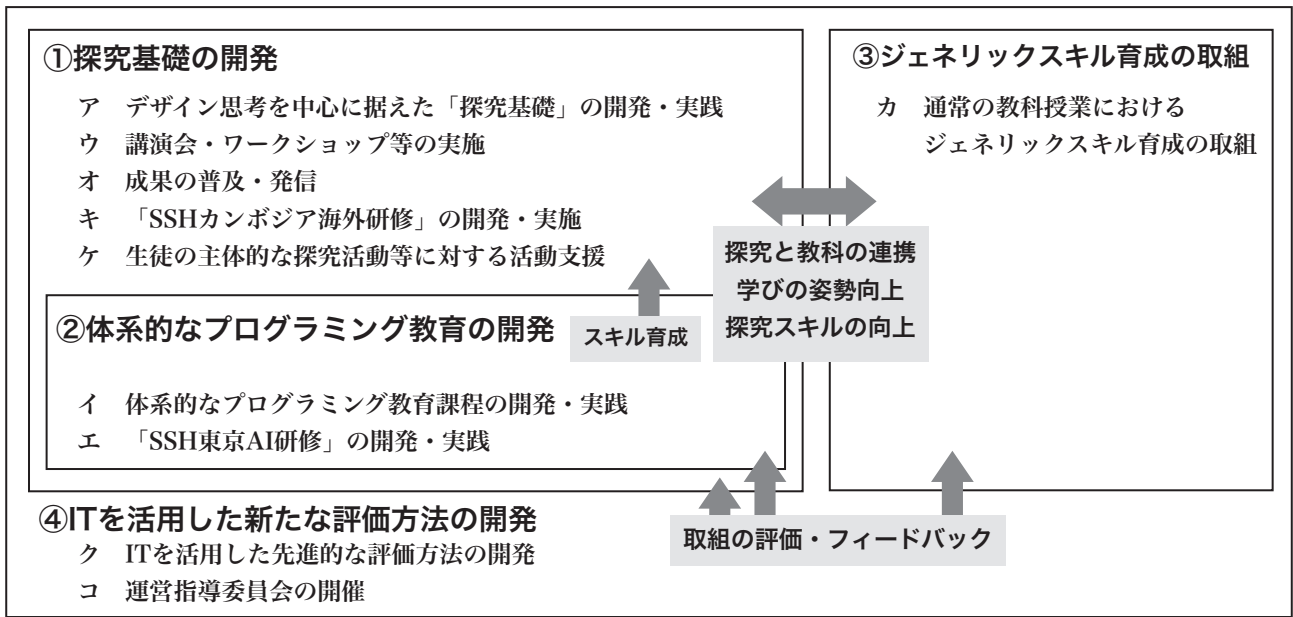 ①探究基礎の開発
ア デザイン思考を中心に据えた「探究基礎」の開発・実践
ウ 講演会・ワークショップ等の実施
オ 成果の普及・発信
キ 「SSHカンボジア海外研修」の開発・実施
ケ 生徒の主体的な探究活動等に対する活動支援
②体系的なプログラミング教育の開発
スキル育成
イ 体系的なプログラミング教育課程の開発・実践
エ 「SSH東京AI研修」の開発・実践
③ジェネリックスキル育成の取組
カ 通常の教科授業における
ジェネリックスキル育成の取組
探究と教科の連携
学びの姿勢向上
探究スキルの向上
④ITを活用した新たな評価方法の開発
ク ITを活用した先進的な評価方法の開発
コ 運営指導委員会の開催
取組の評価・フィードバック